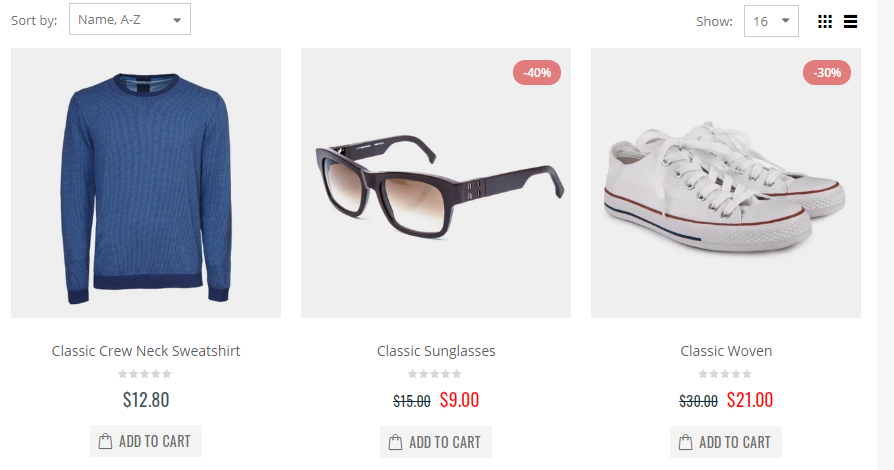 Sort by: Name, A-Z Show: 16
-40%
-30%
Classic Crew Neck Sweatshirt
$12.80
ADD TO CART
Classic Sunglasses
$15.00 $9.00
ADD TO CART
Classic Woven
$30.00 $21.00
ADD TO CART